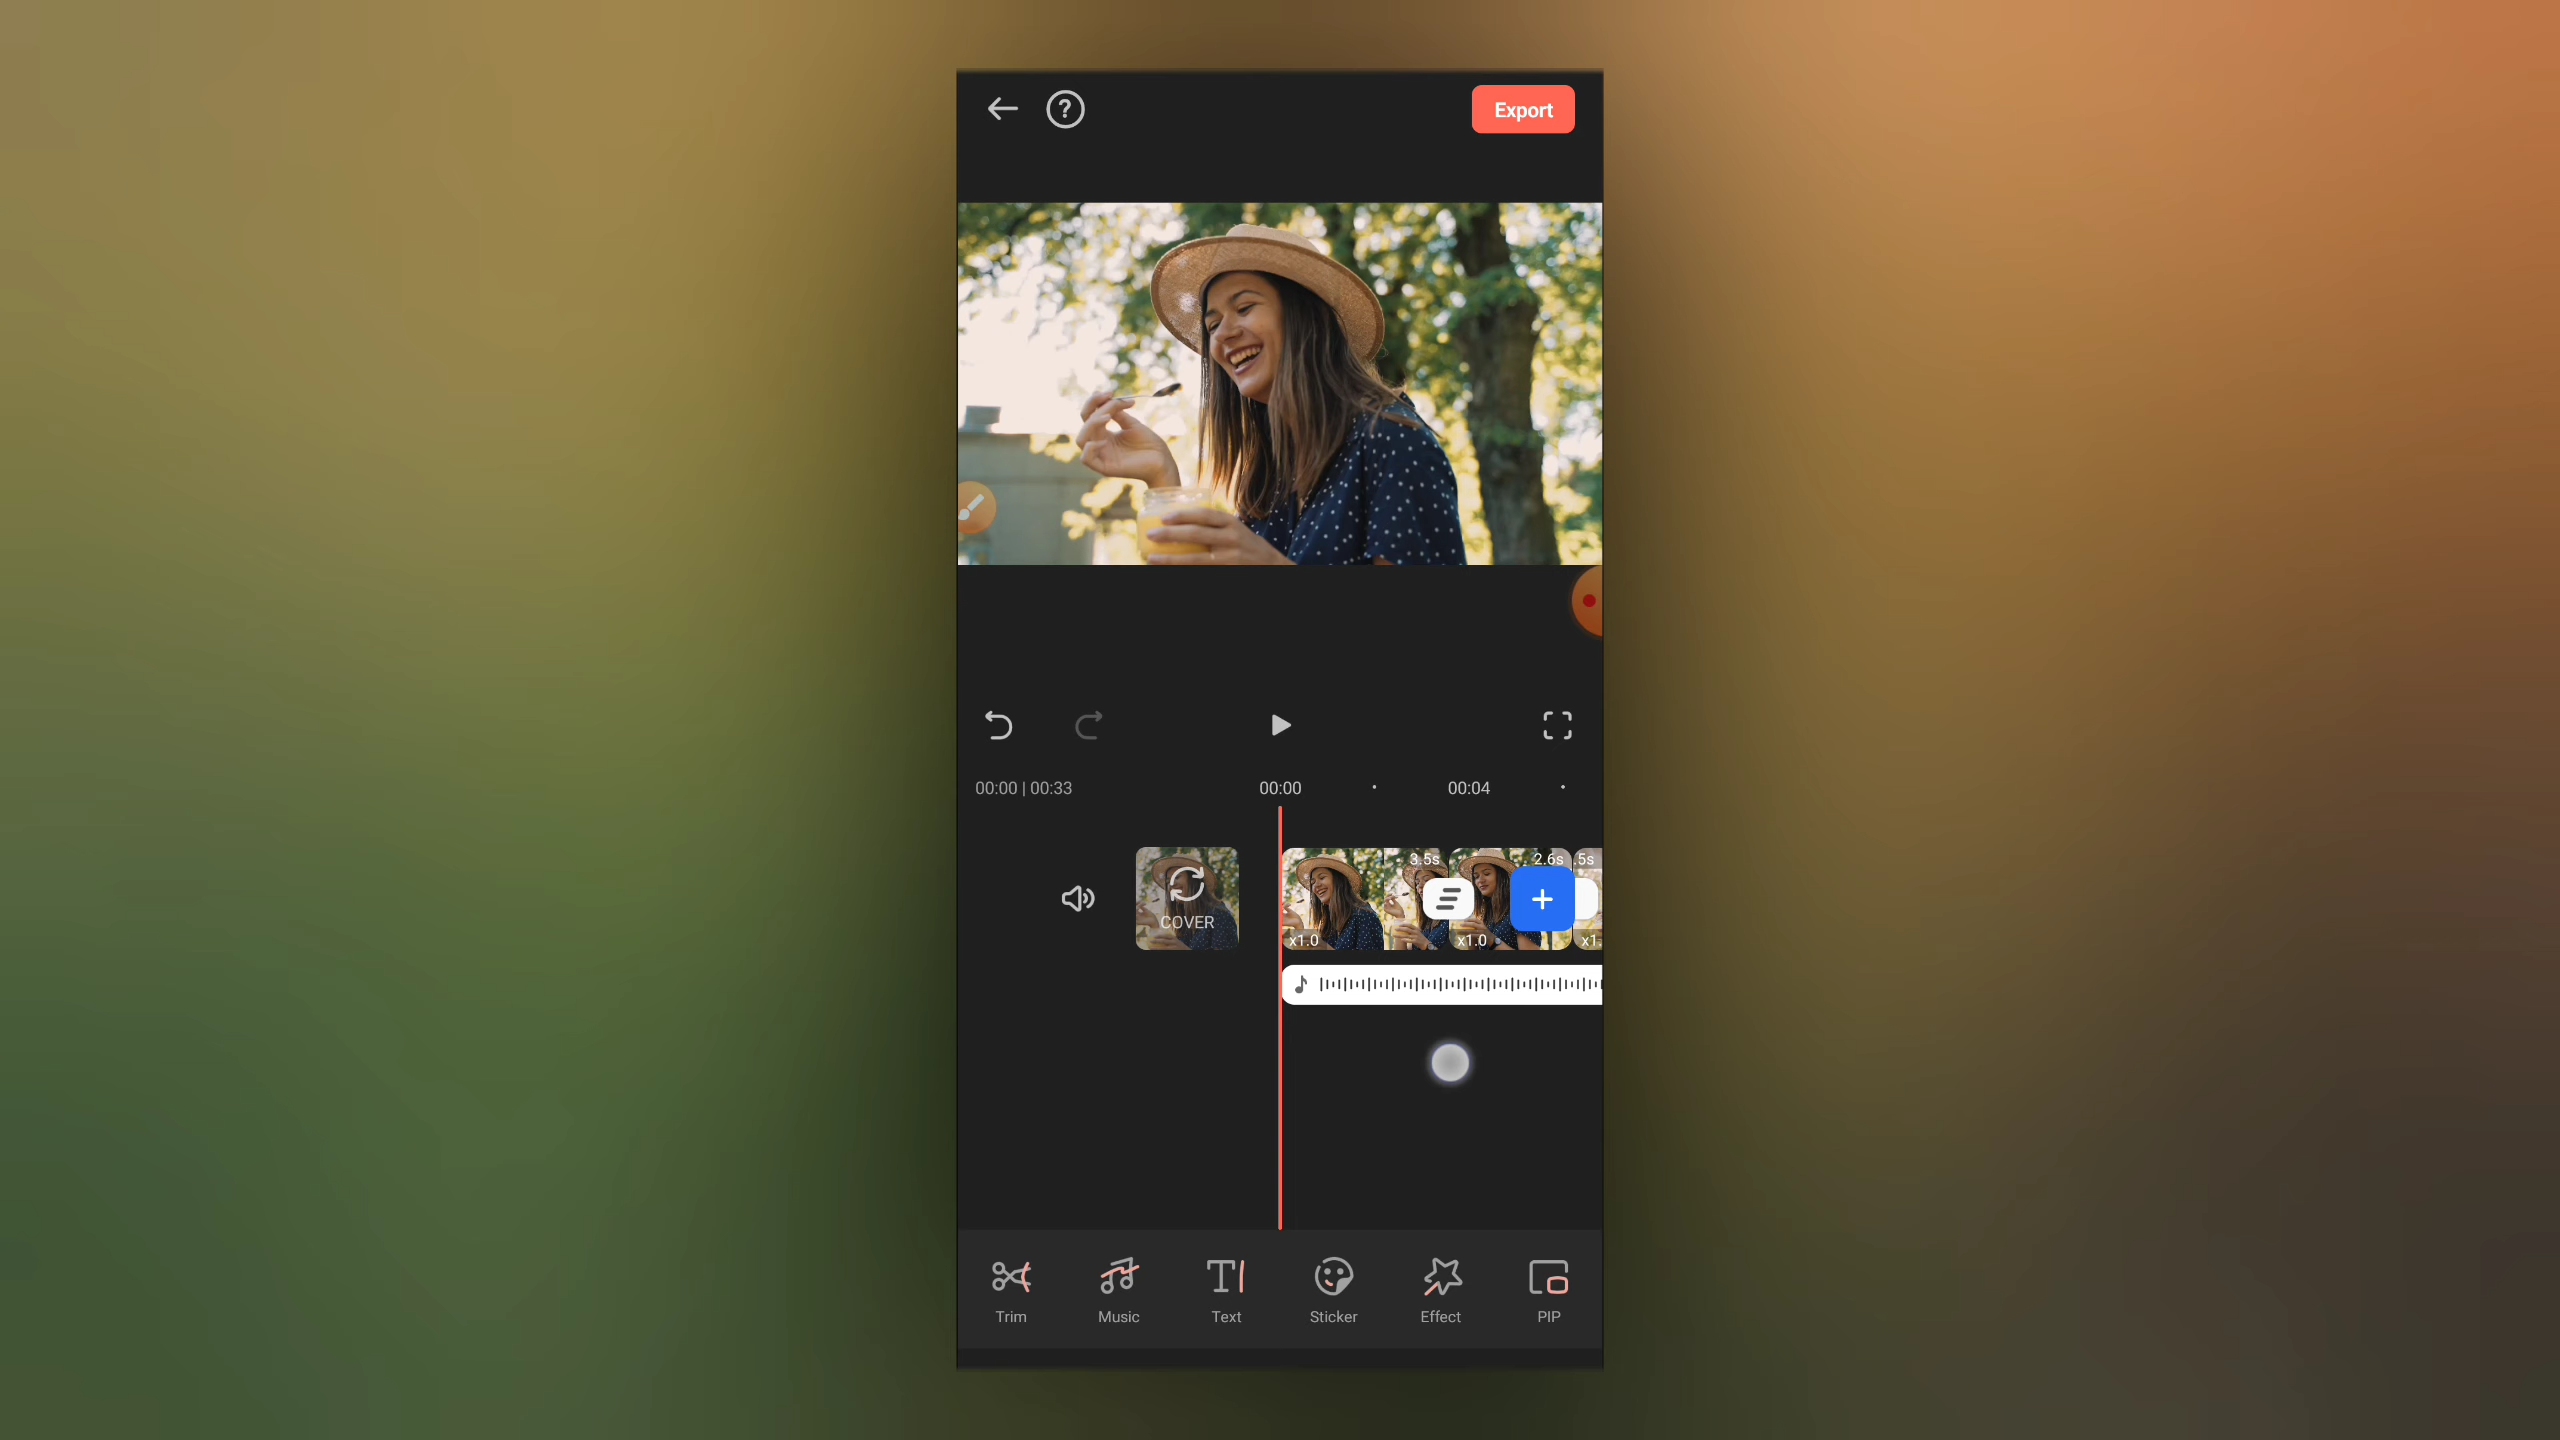 ?
Export
00:00 | 00:33
00:00
00:04
3.5s
2.6s
.5s
COVER
x1.0
x1.0
x1.
Trim
Music
Text
Sticker
Effect
PIP